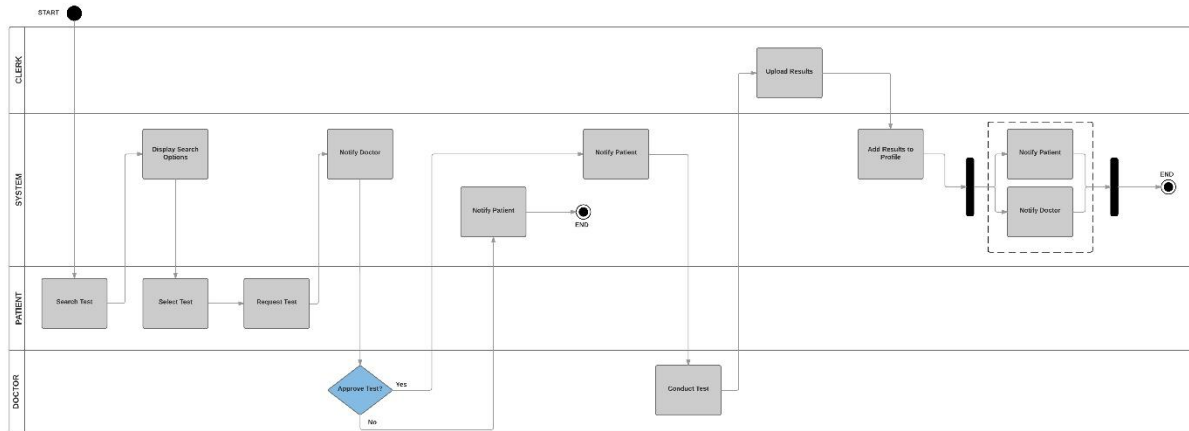 START
CLERK
Upload Results
SYSTEM
Display Search
Options
Notify Doctor
Notify Patient
Add Results to
Profile
Notify Patient
Notify Patient
Notify Doctor
END
END
PATIENT
Search Test
Select Test
Request Test
DOCTOR
Approve Test?
Yes
No
Conduct Test